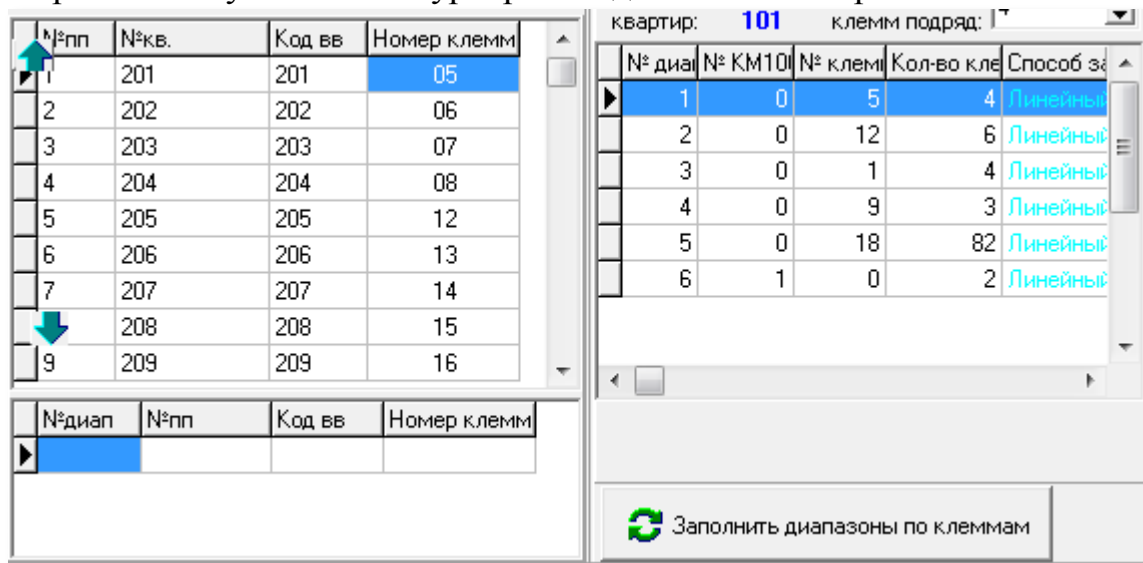 №пп №кв. Код вв Номер клемм
1 201 201 05
2 202 202 06
3 203 203 07
4 204 204 08
5 205 205 12
6 206 206 13
7 207 207 14
208 208 15
9 209 209 16
№диап №пп Код вв Номер клемм
квартир: 101 клемм подряд: 4
№ диа № КМ10 № клем Кол-во кле Способ за
1 0 5 4 Линейный
2 0 12 6 Линейный
3 0 1 4 Линейный
4 0 9 3 Линейный
5 0 18 82 Линейный
6 1 0 2 Линейный
Заполнить диапазоны по клеммам